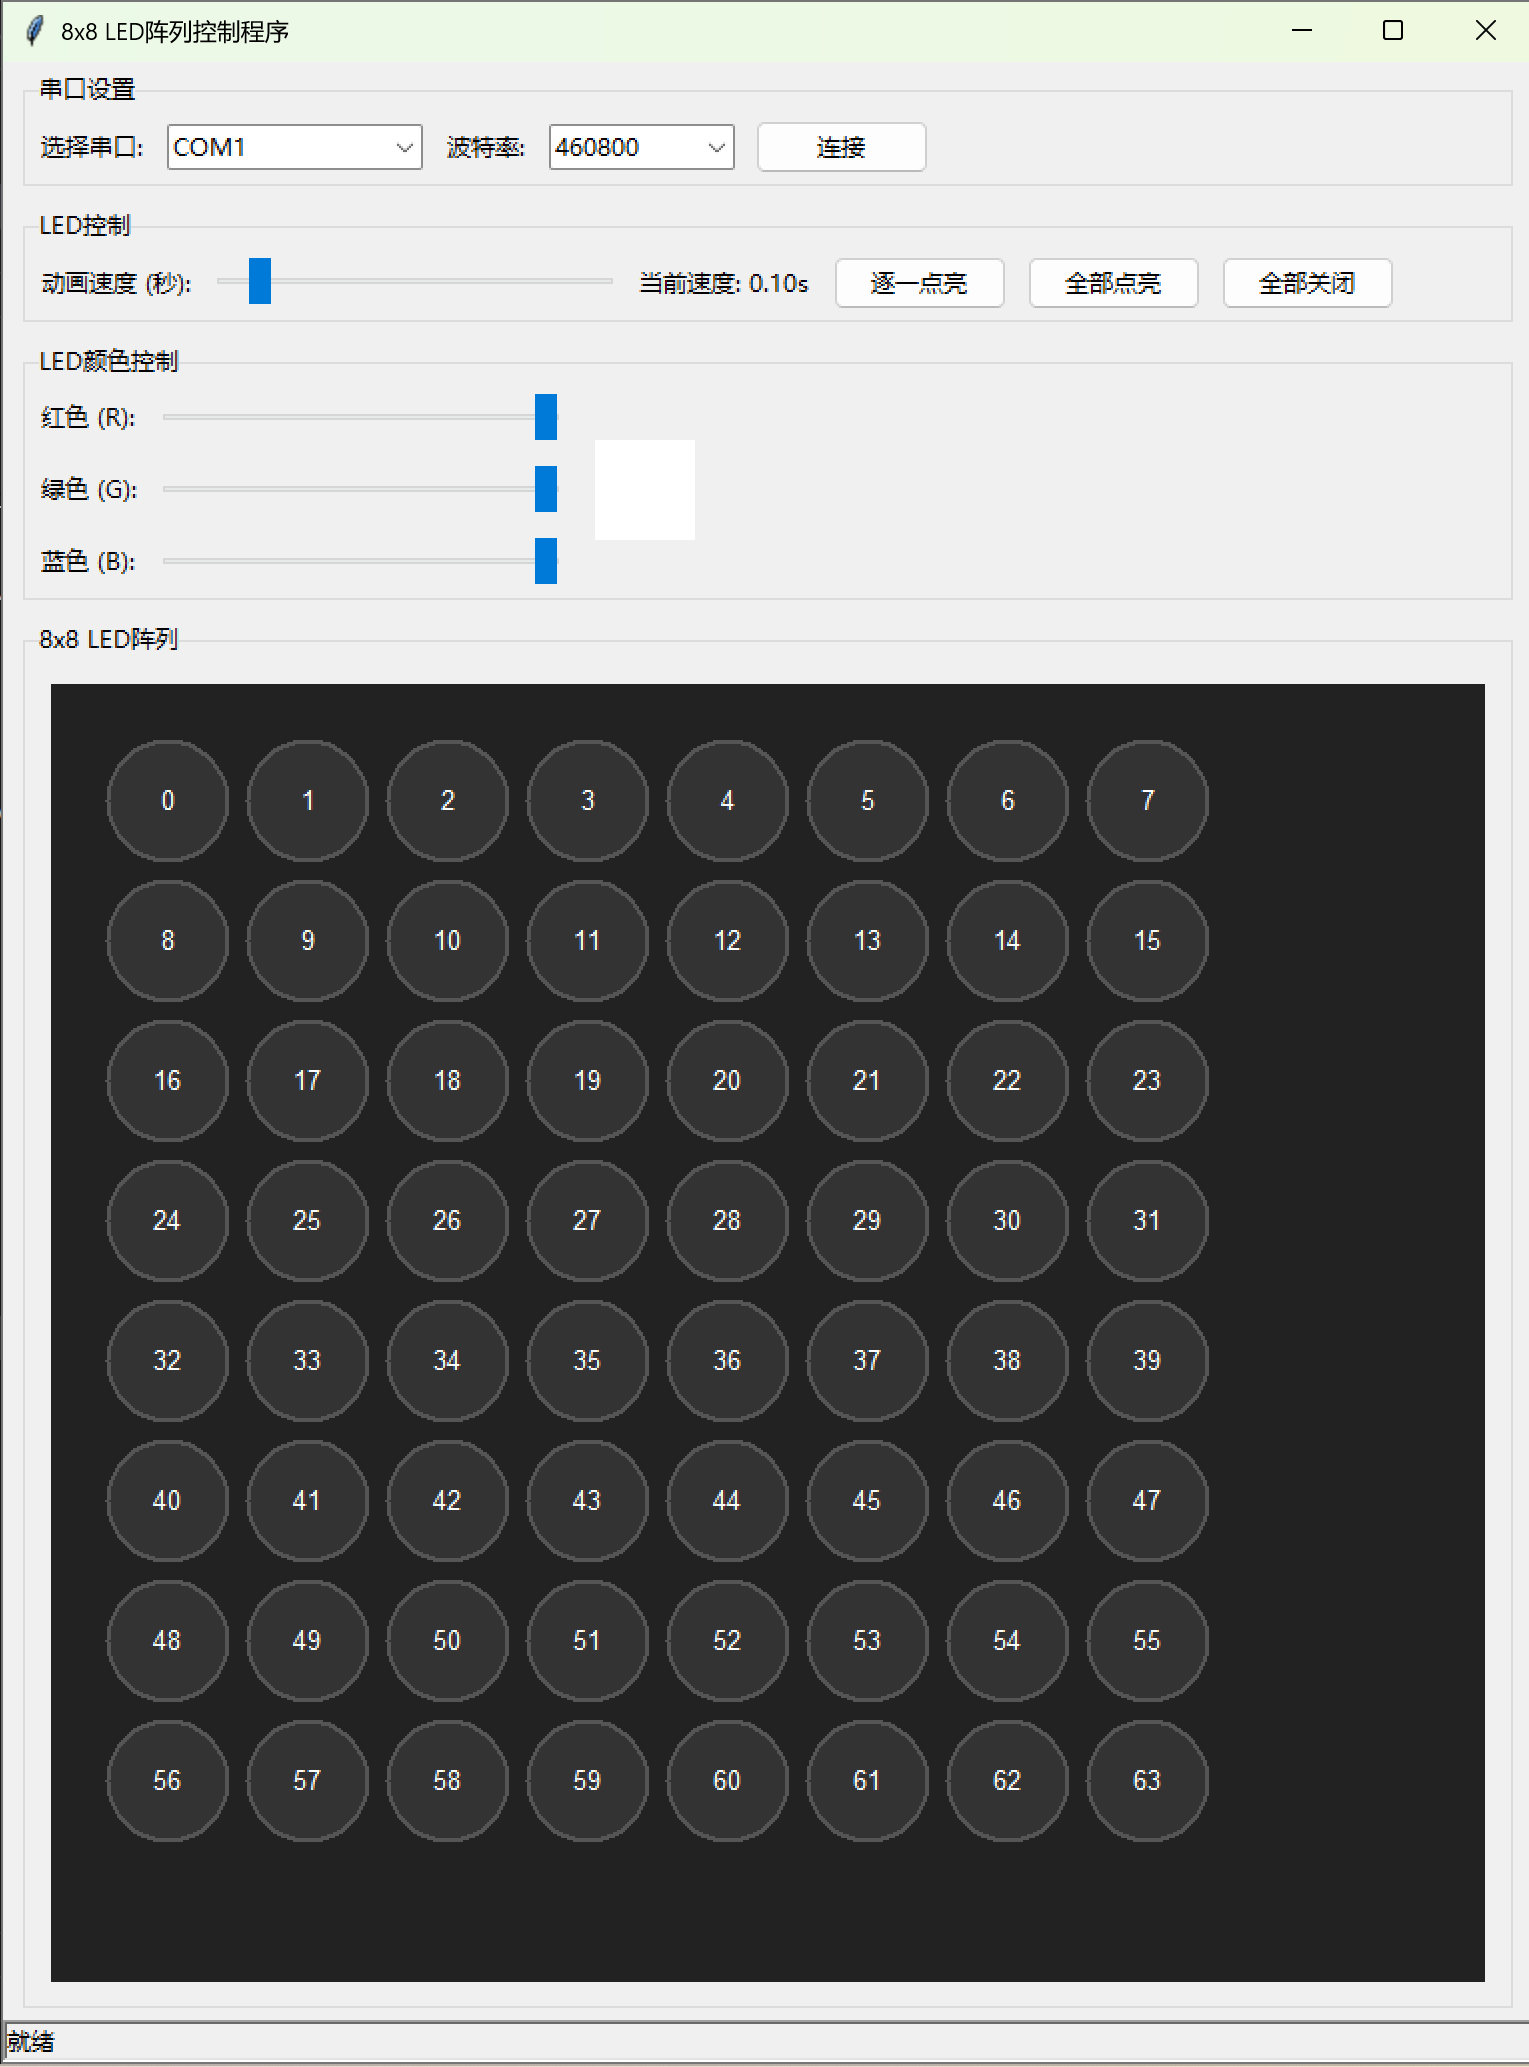 8x8 LED阵列控制程序
串口设置
选择串口: COM1 波特率: 460800 连接
LED控制
动画速度 (秒): 当前速度: 0.10s 逐一点亮 全部点亮 全部关闭
LED颜色控制
红色 (R):
绿色 (G):
蓝色 (B):
8x8 LED阵列
0 1 2 3 4 5 6 7
8 9 10 11 12 13 14 15
16 17 18 19 20 21 22 23
24 25 26 27 28 29 30 31
32 33 34 35 36 37 38 39
40 41 42 43 44 45 46 47
48 49 50 51 52 53 54 55
56 57 58 59 60 61 62 63
就绪